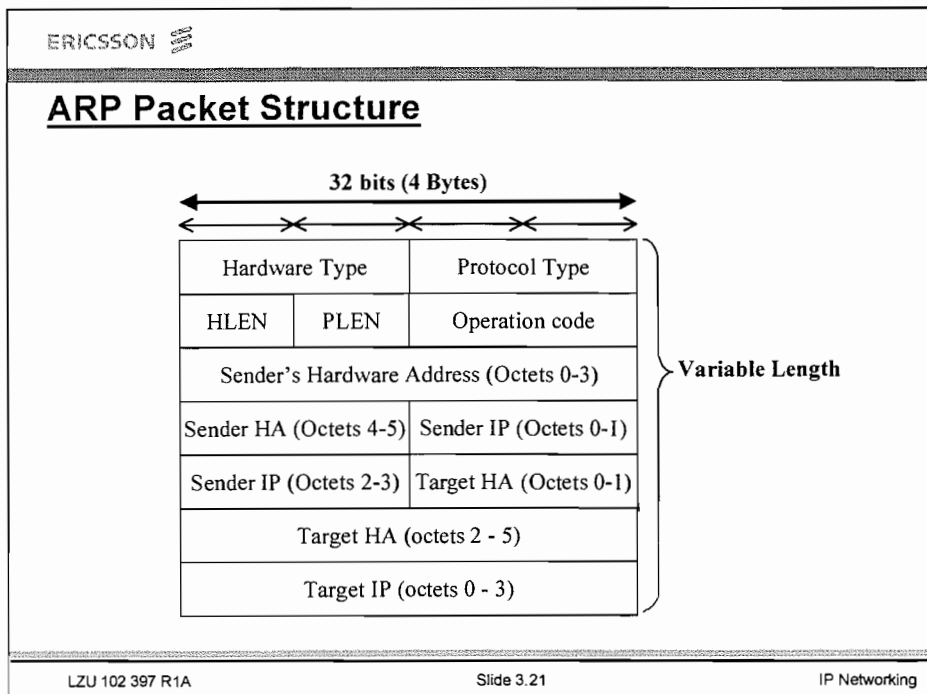 ERICSSON
ARP Packet Structure
32 bits (4 Bytes)
Hardware Type Protocol Type
HLEN PLEN Operation code
Sender's Hardware Address (Octets 0-3)
Variable Length
Sender HA (Octets 4-5) Sender IP (Octets 0-1)
Sender IP (Octets 2-3) Target HA (Octets 0-1)
Target HA (octets 2 - 5)
Target IP (octets 0 - 3)
LZU 102 397 R1A Slide 3.21 IP Networking